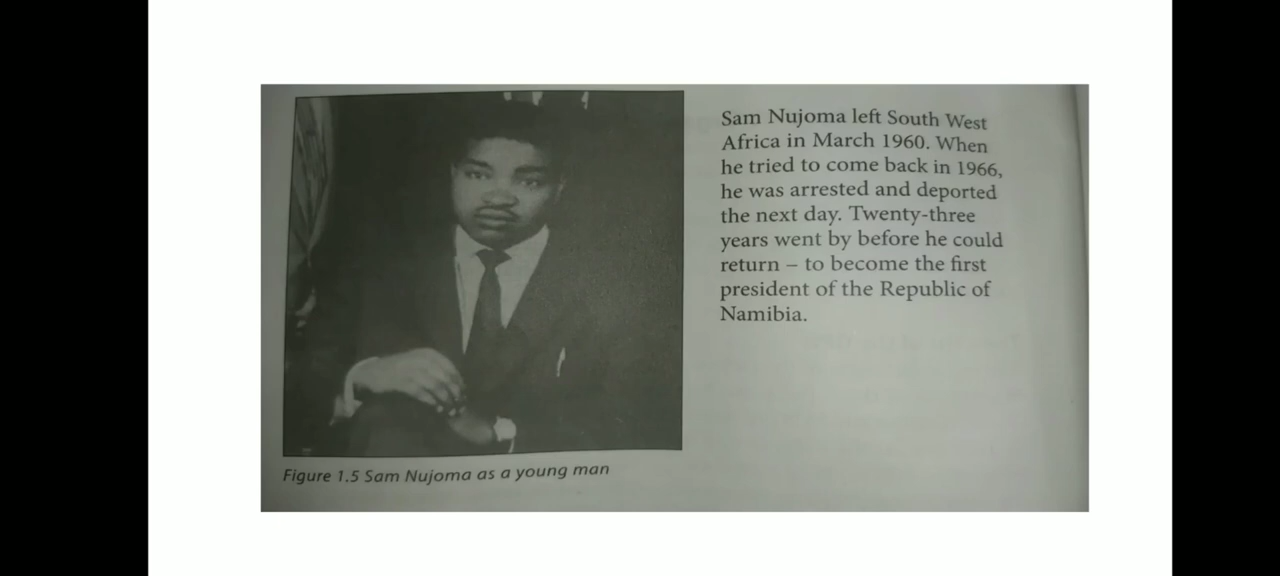 Sam Nujoma left South West
Africa in March 1960. When
he tried to come back in 1966,
he was arrested and deported
the next day. Twenty-three
years went by before he could
return – to become the first
president of the Republic of
Namibia.
Figure 1.5 Sam Nujoma as a young man